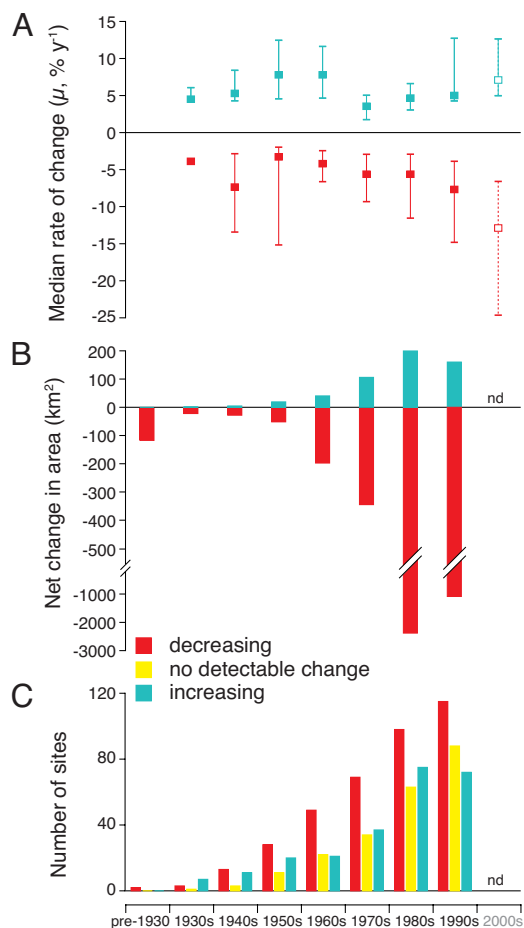 A
Median rate of change (μ, % y-1)
15
10
5
0
-5
-10
-15
-20
-25
B
Net change in area (km2)
200
100
0
-100
-200
-300
-400
-500
-1000
-2000
-3000
nd
decreasing
no detectable change
increasing
C
Number of sites
120
80
40
0
nd
pre-1930 1930s 1940s 1950s 1960s 1970s 1980s 1990s 2000s